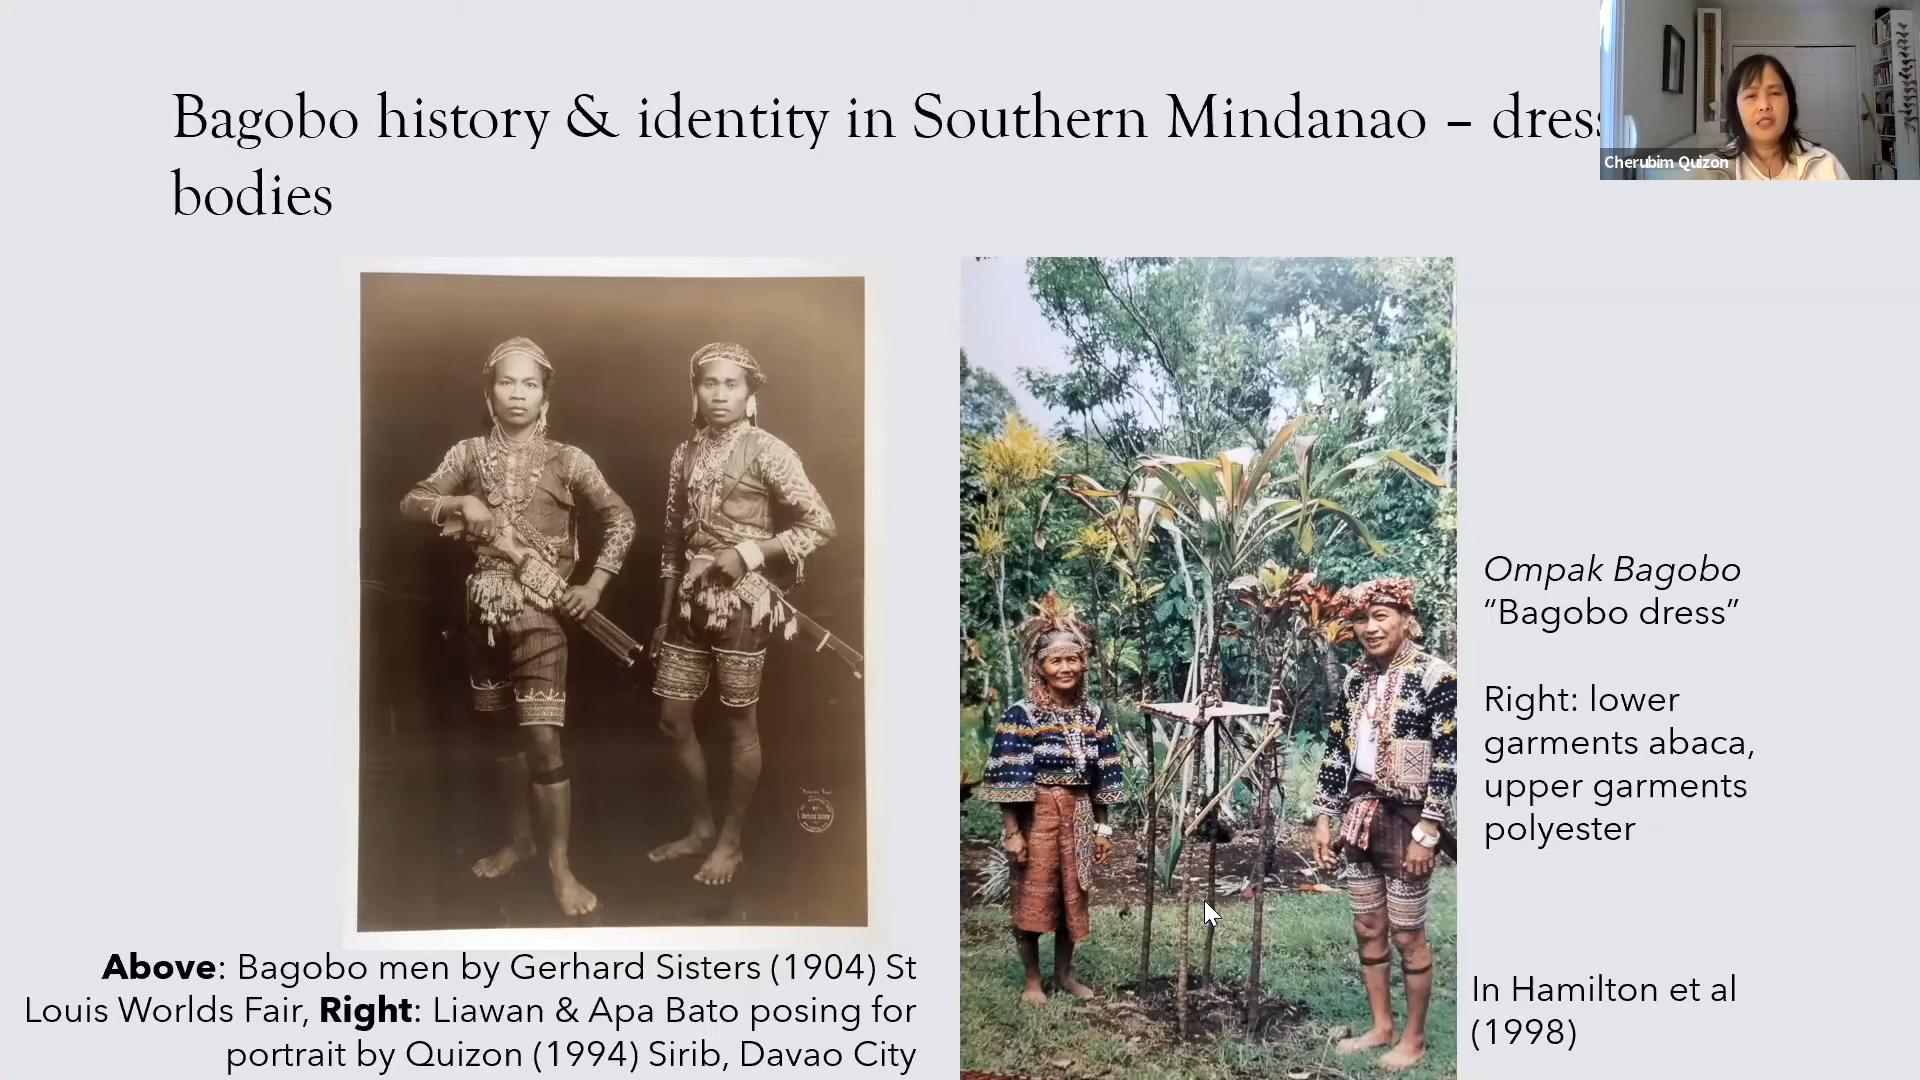 Bagobo history & identity in Southern Mindanao – dress
bodies
Cherubim Quizon
Ompak Bagobo
“Bagobo dress”
Right: lower
garments abaca,
upper garments
polyester
Above: Bagobo men by Gerhard Sisters (1904) St
Louis Worlds Fair, Right: Liawan & Apa Bato posing for
portrait by Quizon (1994) Sirib, Davao City
In Hamilton et al
(1998)